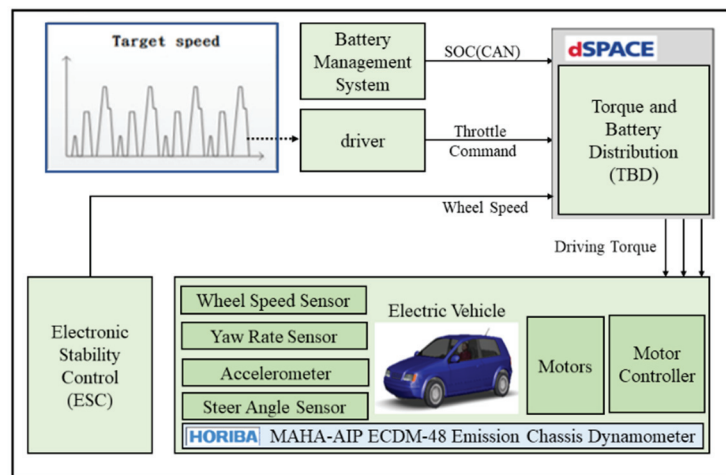 Target speed
Battery
Management
System
SOC(CAN)
dSPACE
Torque and
Battery
Distribution
(TBD)
driver
Throttle
Command
Wheel Speed
Driving Torque
Electronic
Stability
Control
(ESC)
Wheel Speed Sensor
Yaw Rate Sensor
Accelerometer
Steer Angle Sensor
Electric Vehicle
Motors
Motor
Controller
HORIBA MAHA-AIP ECDM-48 Emission Chassis Dynamometer